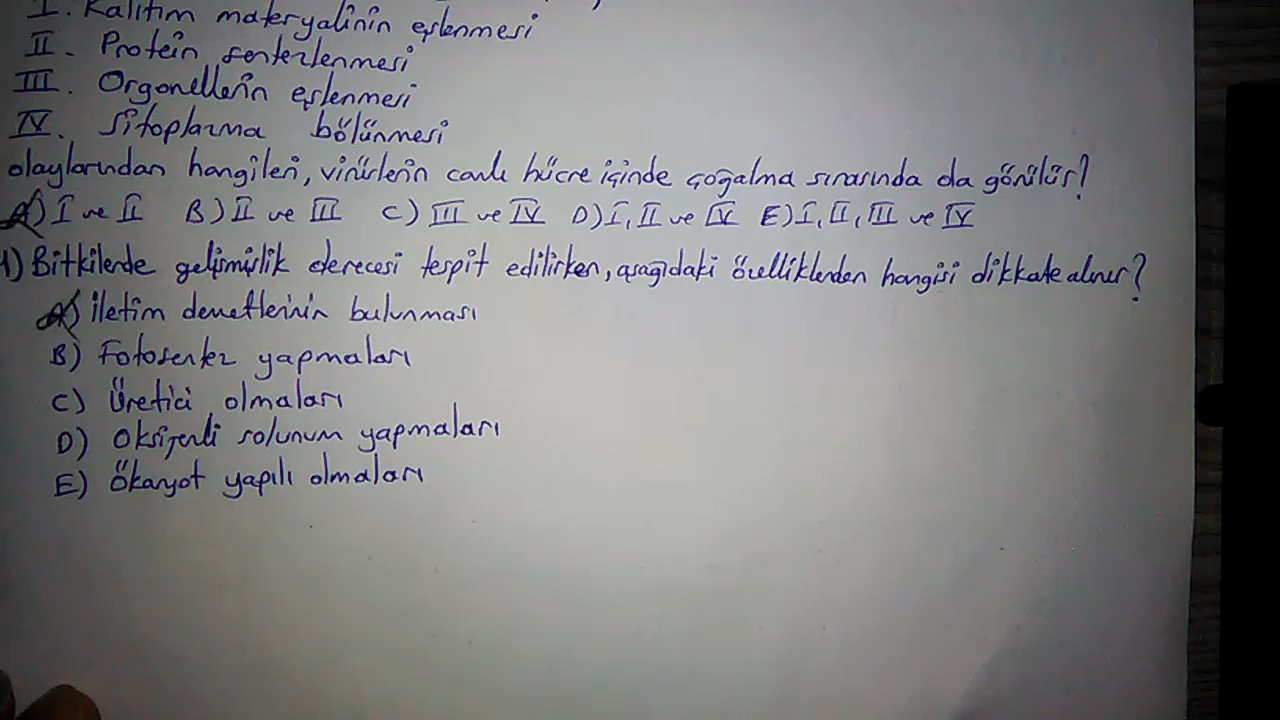 I. Kalıtım materyalinin eşlenmesi
II. Protein sentezlenmesi
III. Organellerin eşlenmesi
IV. Sitoplazma bölünmesi
olaylarından hangileri, virüslerin canlı hücre içinde çoğalma sırasında da görülür?
A) I ve II B) II ve III C) III ve IV D) I, II ve IV E) I, II, III ve IV
1) Bitkilerde gelişmişlik derecesi tespit edilirken, aşağıdaki özelliklerden hangisi dikkate alınır?
A) İletim demetlerinin bulunması
B) Fotosentez yapmaları
C) Üretici olmaları
D) Oksijenli solunum yapmaları
E) Ökaryot yapılı olmaları